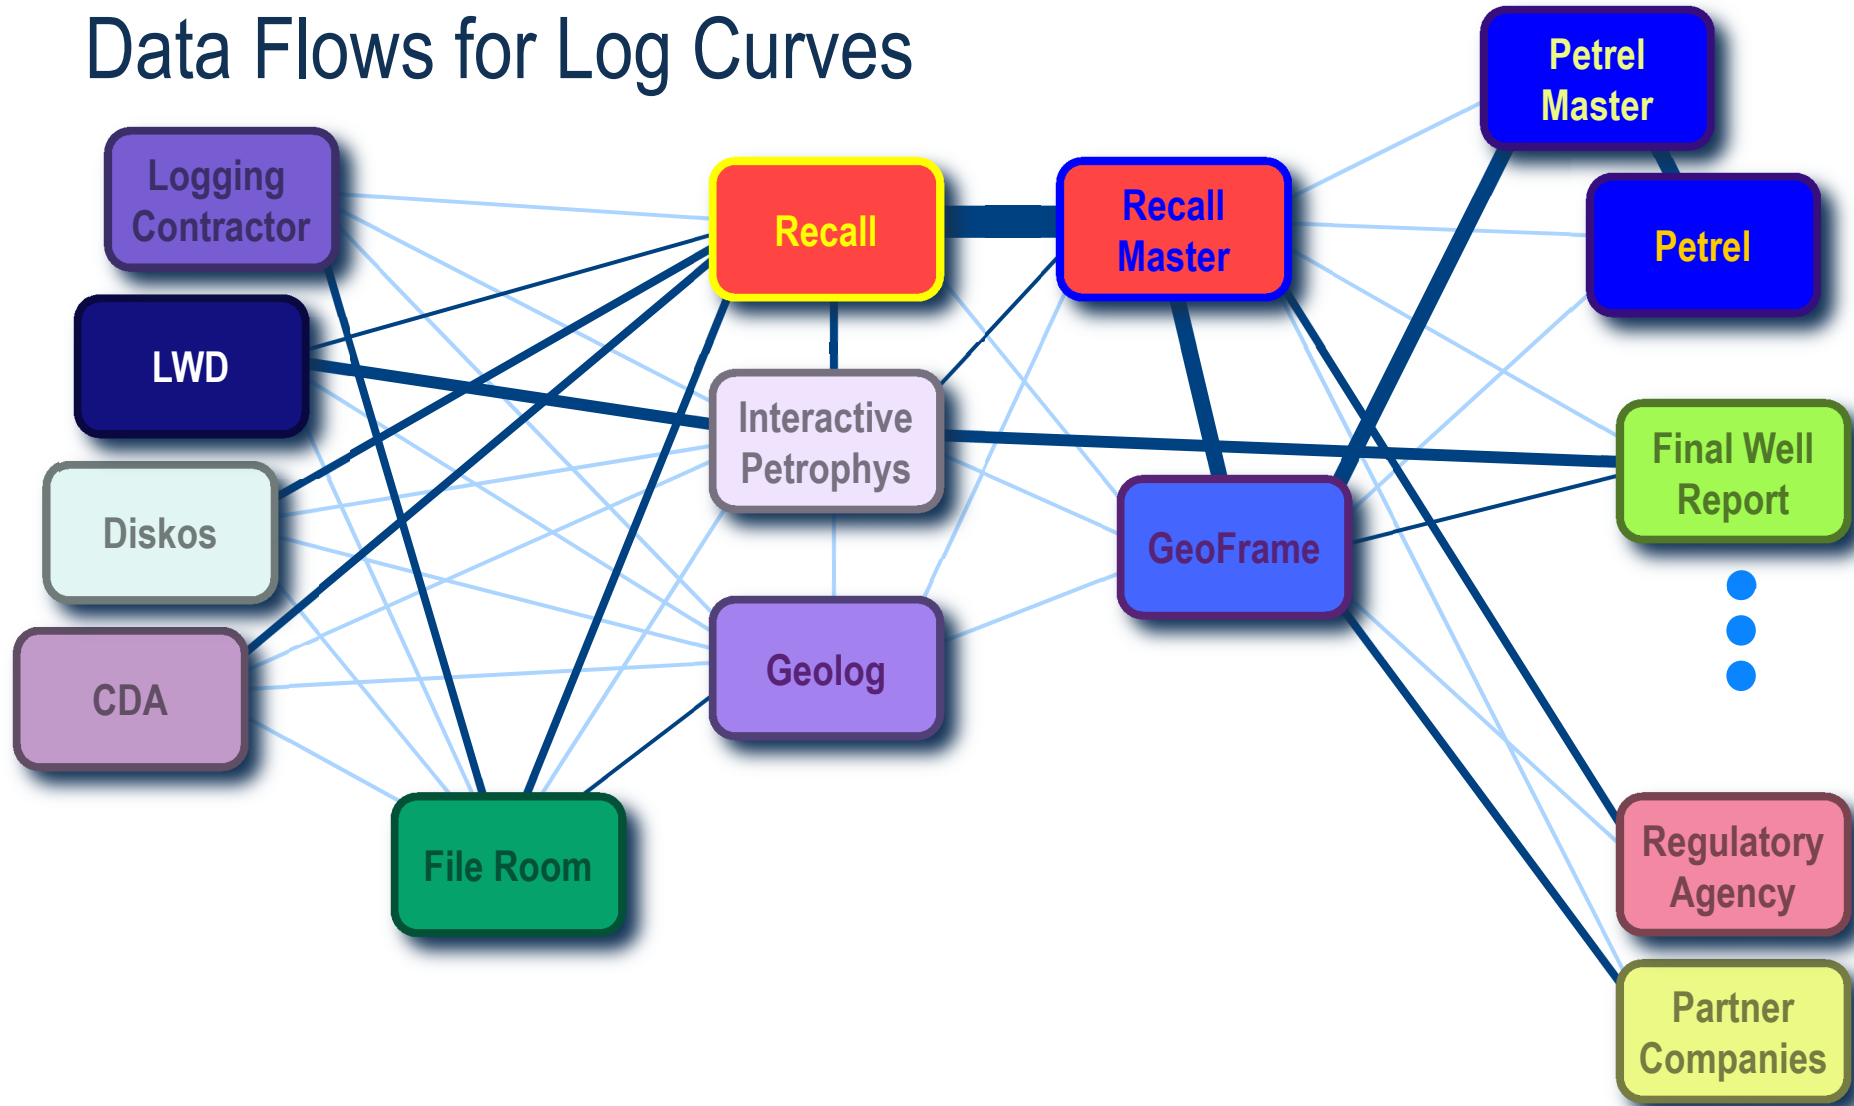 Data Flows for Log Curves
Petrel
Master
Logging
Contractor
Recall
Recall
Master
Petrel
LWD
Interactive
Petrophys
Final Well
Report
Diskos
GeoFrame
Geolog
CDA
File Room
Regulatory
Agency
Partner
Companies